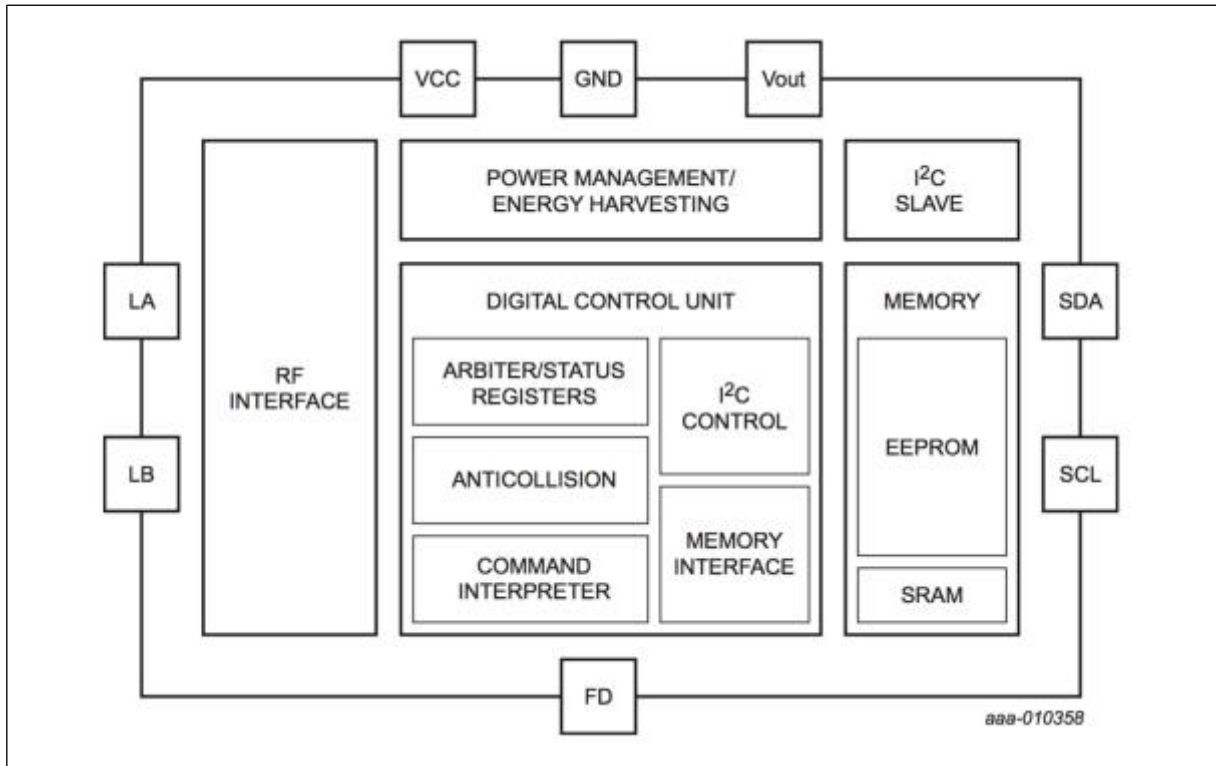 VCC
GND
Vout
POWER MANAGEMENT/
ENERGY HARVESTING
I²C
SLAVE
LA
LB
RF
INTERFACE
DIGITAL CONTROL UNIT
ARBITER/STATUS
REGISTERS
ANTICOLLISION
COMMAND
INTERPRETER
I²C
CONTROL
MEMORY
INTERFACE
MEMORY
EEPROM
SRAM
SDA
SCL
FD
aaa-010358